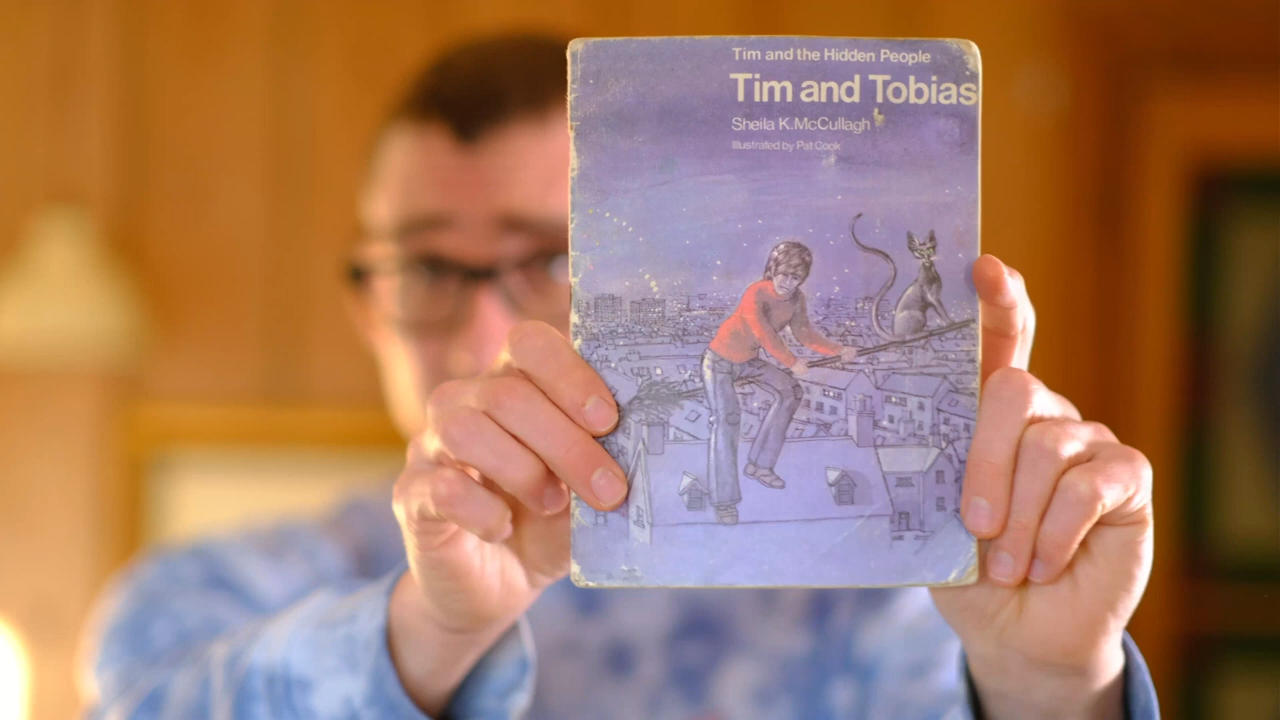 Tim and the Hidden People
Tim and Tobias
Sheila K. McCullagh
Illustrated by Pat Cook